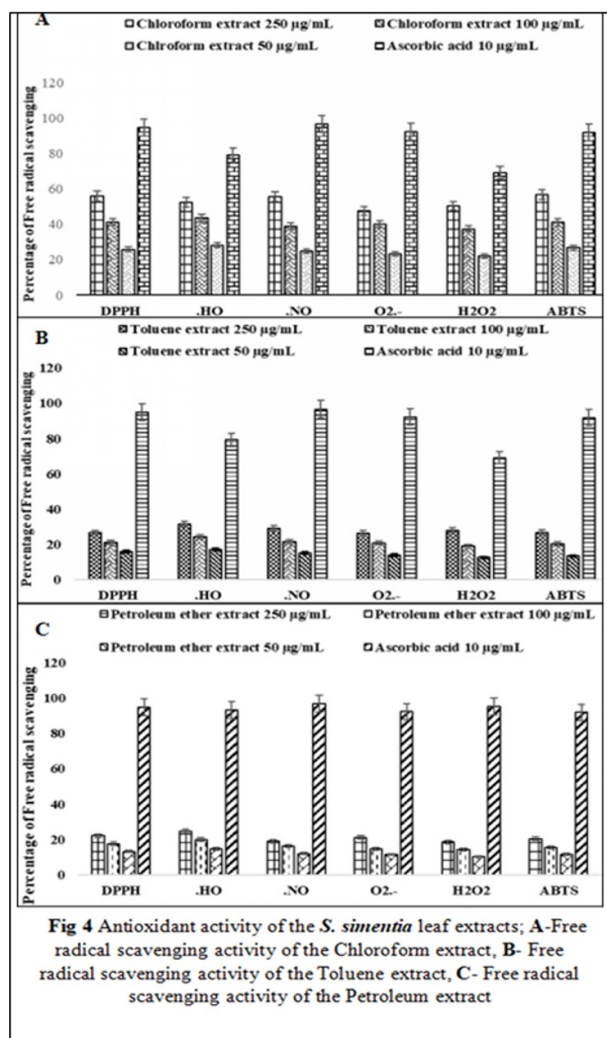 A
Chloroform extract 250 µg/mL Chloroform extract 100 µg/mL
Chlroform extract 50 µg/mL Ascorbic acid 10 µg/mL
Percentage of Free radical scavenging
120
100
80
60
40
20
0
DPPH .HO .NO O2.- H2O2 ABTS
B
Toluene extract 250 µg/mL Toluene extract 100 µg/mL
Toluene extract 50 µg/mL Ascorbic acid 10 µg/mL
Percentage of Free radical scavenging
120
100
80
60
40
20
0
DPPH .HO .NO O2.- H2O2 ABTS
C
Petroleum ether extract 250 µg/mL Petroleum ether extract 100 µg/mL
Petroleum ether extract 50 µg/mL Ascorbic acid 10 µg/mL
Percentage of Free radical scavenging
120
100
80
60
40
20
0
DPPH .HO .NO O2.- H2O2 ABTS
Fig 4 Antioxidant activity of the S. simentia leaf extracts; A-Free
radical scavenging activity of the Chloroform extract, B- Free
radical scavenging activity of the Toluene extract, C- Free radical
scavenging activity of the Petroleum extract